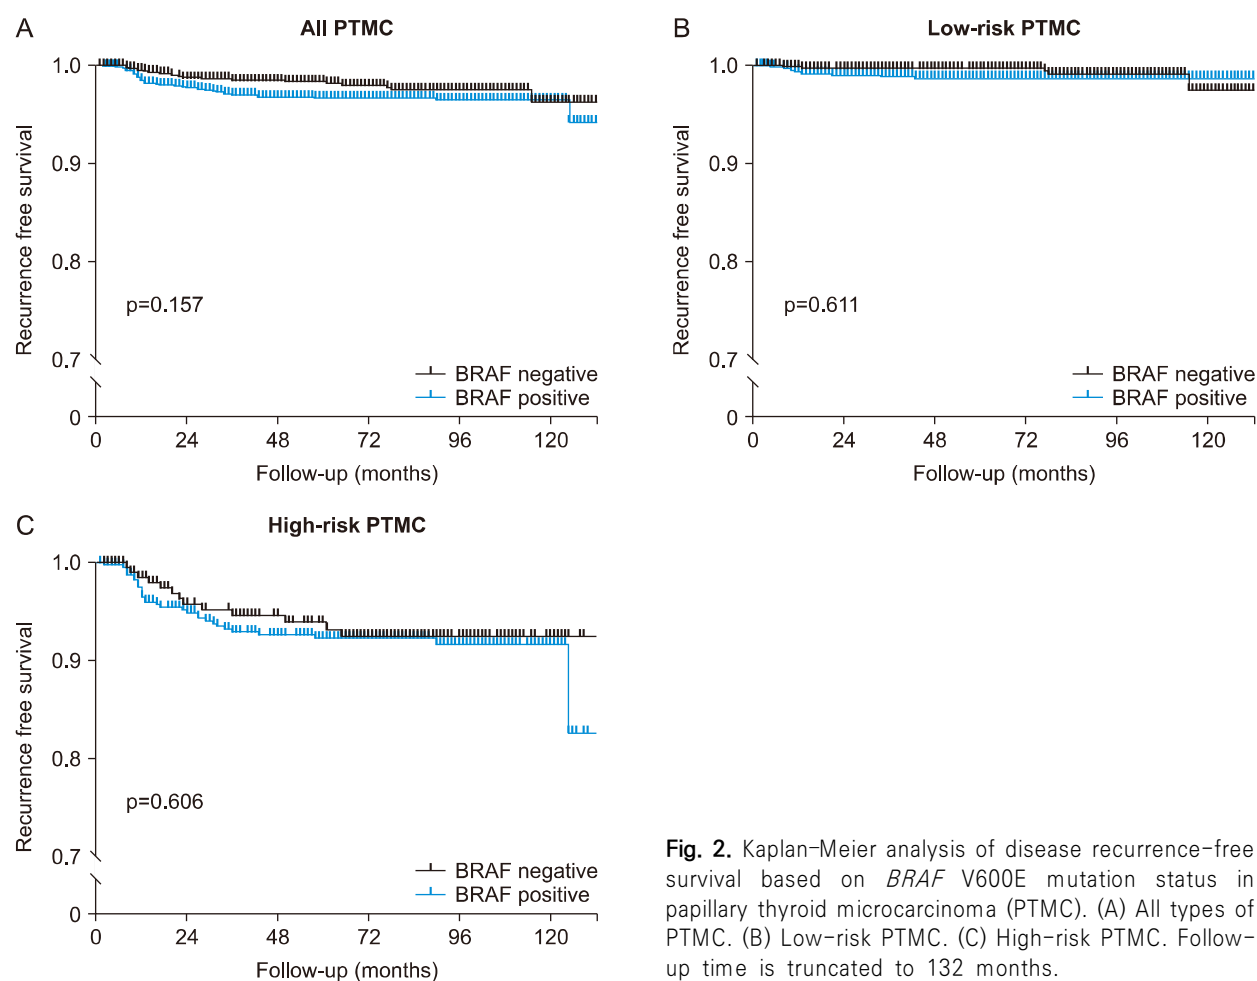 A
All PTMC
1.0
0.9
0.8
0.7
0
Recurrence free survival
p=0.157
BRAF negative
BRAF positive
0 24 48 72 96 120
Follow-up (months)
B
Low-risk PTMC
1.0
0.9
0.8
0.7
0
Recurrence free survival
p=0.611
BRAF negative
BRAF positive
0 24 48 72 96 120
Follow-up (months)
C
High-risk PTMC
1.0
0.9
0.8
0.7
0
Recurrence free survival
p=0.606
BRAF negative
BRAF positive
0 24 48 72 96 120
Follow-up (months)
Fig. 2. Kaplan-Meier analysis of disease recurrence-free
survival based on BRAF V600E mutation status in
papillary thyroid microcarcinoma (PTMC). (A) All types of
PTMC. (B) Low-risk PTMC. (C) High-risk PTMC. Follow-
up time is truncated to 132 months.